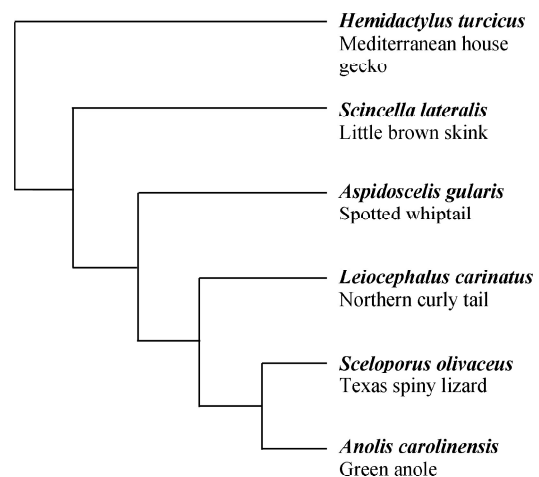 Hemidactylus turcicus
Mediterranean house
gecko
Scincella lateralis
Little brown skink
Aspidoscelis gularis
Spotted whiptail
Leiocephalus carinatus
Northern curly tail
Sceloporus olivaceus
Texas spiny lizard
Anolis carolinensis
Green anole